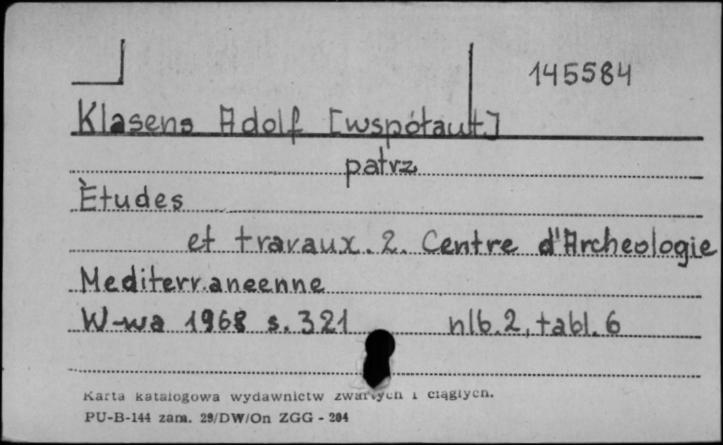 145584
Klasens Adolf [współaut.]
patrz
Ètudes
et travaux. 2. Centre d'Archeologie
Mediterraneenne
W-wa 1968 s. 321 nlb. 2, tabl. 6
Karta katalogowa wydawnictw zwartych i ciągłych.
PU-B-144 zam. 29/DW/On ZGG - 204